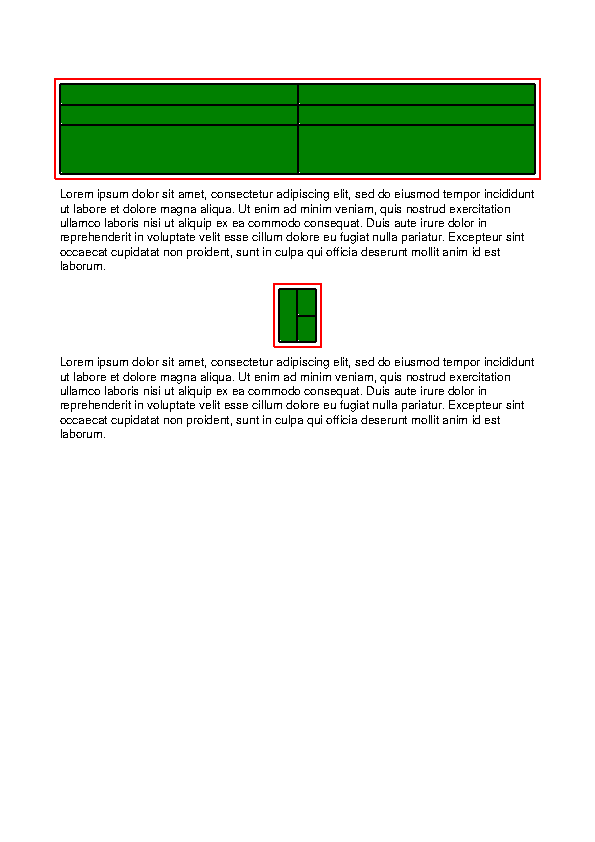 Lorem ipsum dolor sit amet, consectetur adipiscing elit, sed do eiusmod tempor incididunt
ut labore et dolore magna aliqua. Ut enim ad minim veniam, quis nostrud exercitation
ullamco laboris nisi ut aliquip ex ea commodo consequat. Duis aute irure dolor in
reprehenderit in voluptate velit esse cillum dolore eu fugiat nulla pariatur. Excepteur sint
occaecat cupidatat non proident, sunt in culpa qui officia deserunt mollit anim id est
laborum.
Lorem ipsum dolor sit amet, consectetur adipiscing elit, sed do eiusmod tempor incididunt
ut labore et dolore magna aliqua. Ut enim ad minim veniam, quis nostrud exercitation
ullamco laboris nisi ut aliquip ex ea commodo consequat. Duis aute irure dolor in
reprehenderit in voluptate velit esse cillum dolore eu fugiat nulla pariatur. Excepteur sint
occaecat cupidatat non proident, sunt in culpa qui officia deserunt mollit anim id est
laborum.